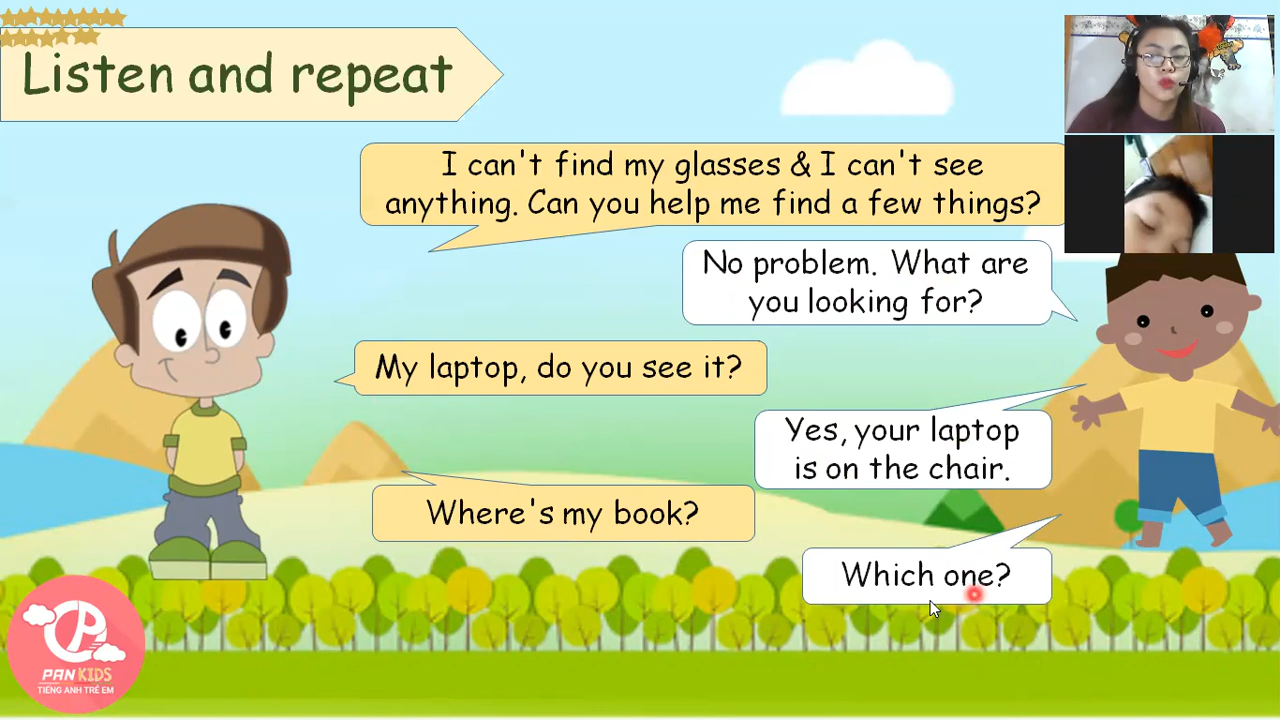 Listen and repeat
I can't find my glasses & I can't see
anything. Can you help me find a few things?
No problem. What are
you looking for?
My laptop, do you see it?
Yes, your laptop
is on the chair.
Where's my book?
Which one?
PAN KIDS
TIẾNG ANH TRẺ EM